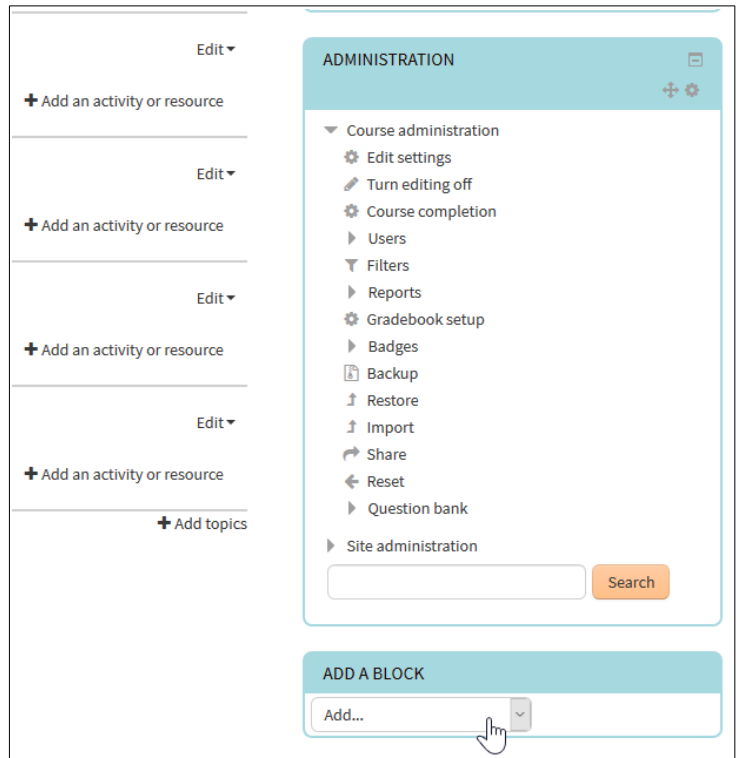 Edit
+ Add an activity or resource
Edit
+ Add an activity or resource
Edit
+ Add an activity or resource
Edit
+ Add an activity or resource
+ Add topics
ADMINISTRATION
Course administration
Edit settings
Turn editing off
Course completion
Users
Filters
Reports
Gradebook setup
Badges
Backup
Restore
Import
Share
Reset
Question bank
Site administration
Search
ADD A BLOCK
Add...